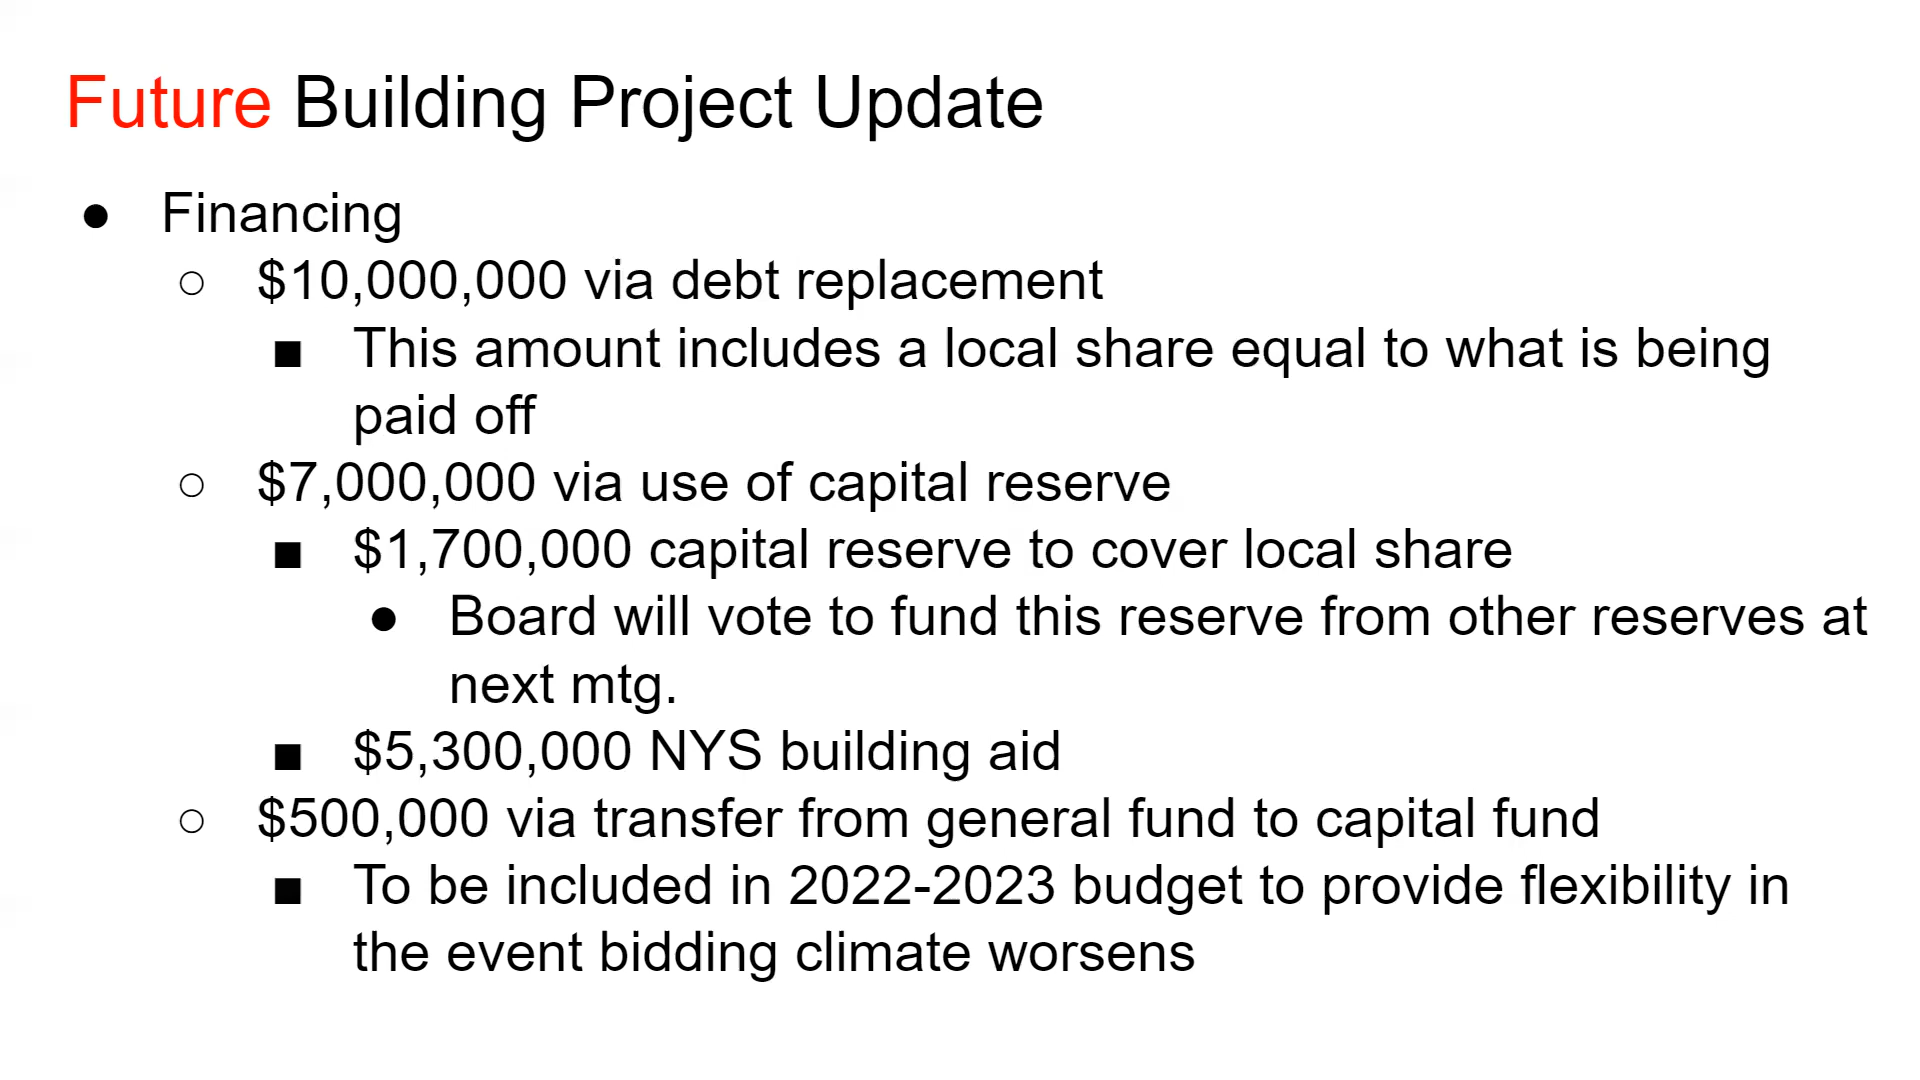 Future Building Project Update
● Financing
○ $10,000,000 via debt replacement
■ This amount includes a local share equal to what is being
paid off
○ $7,000,000 via use of capital reserve
■ $1,700,000 capital reserve to cover local share
● Board will vote to fund this reserve from other reserves at
next mtg.
■ $5,300,000 NYS building aid
○ $500,000 via transfer from general fund to capital fund
■ To be included in 2022-2023 budget to provide flexibility in
the event bidding climate worsens